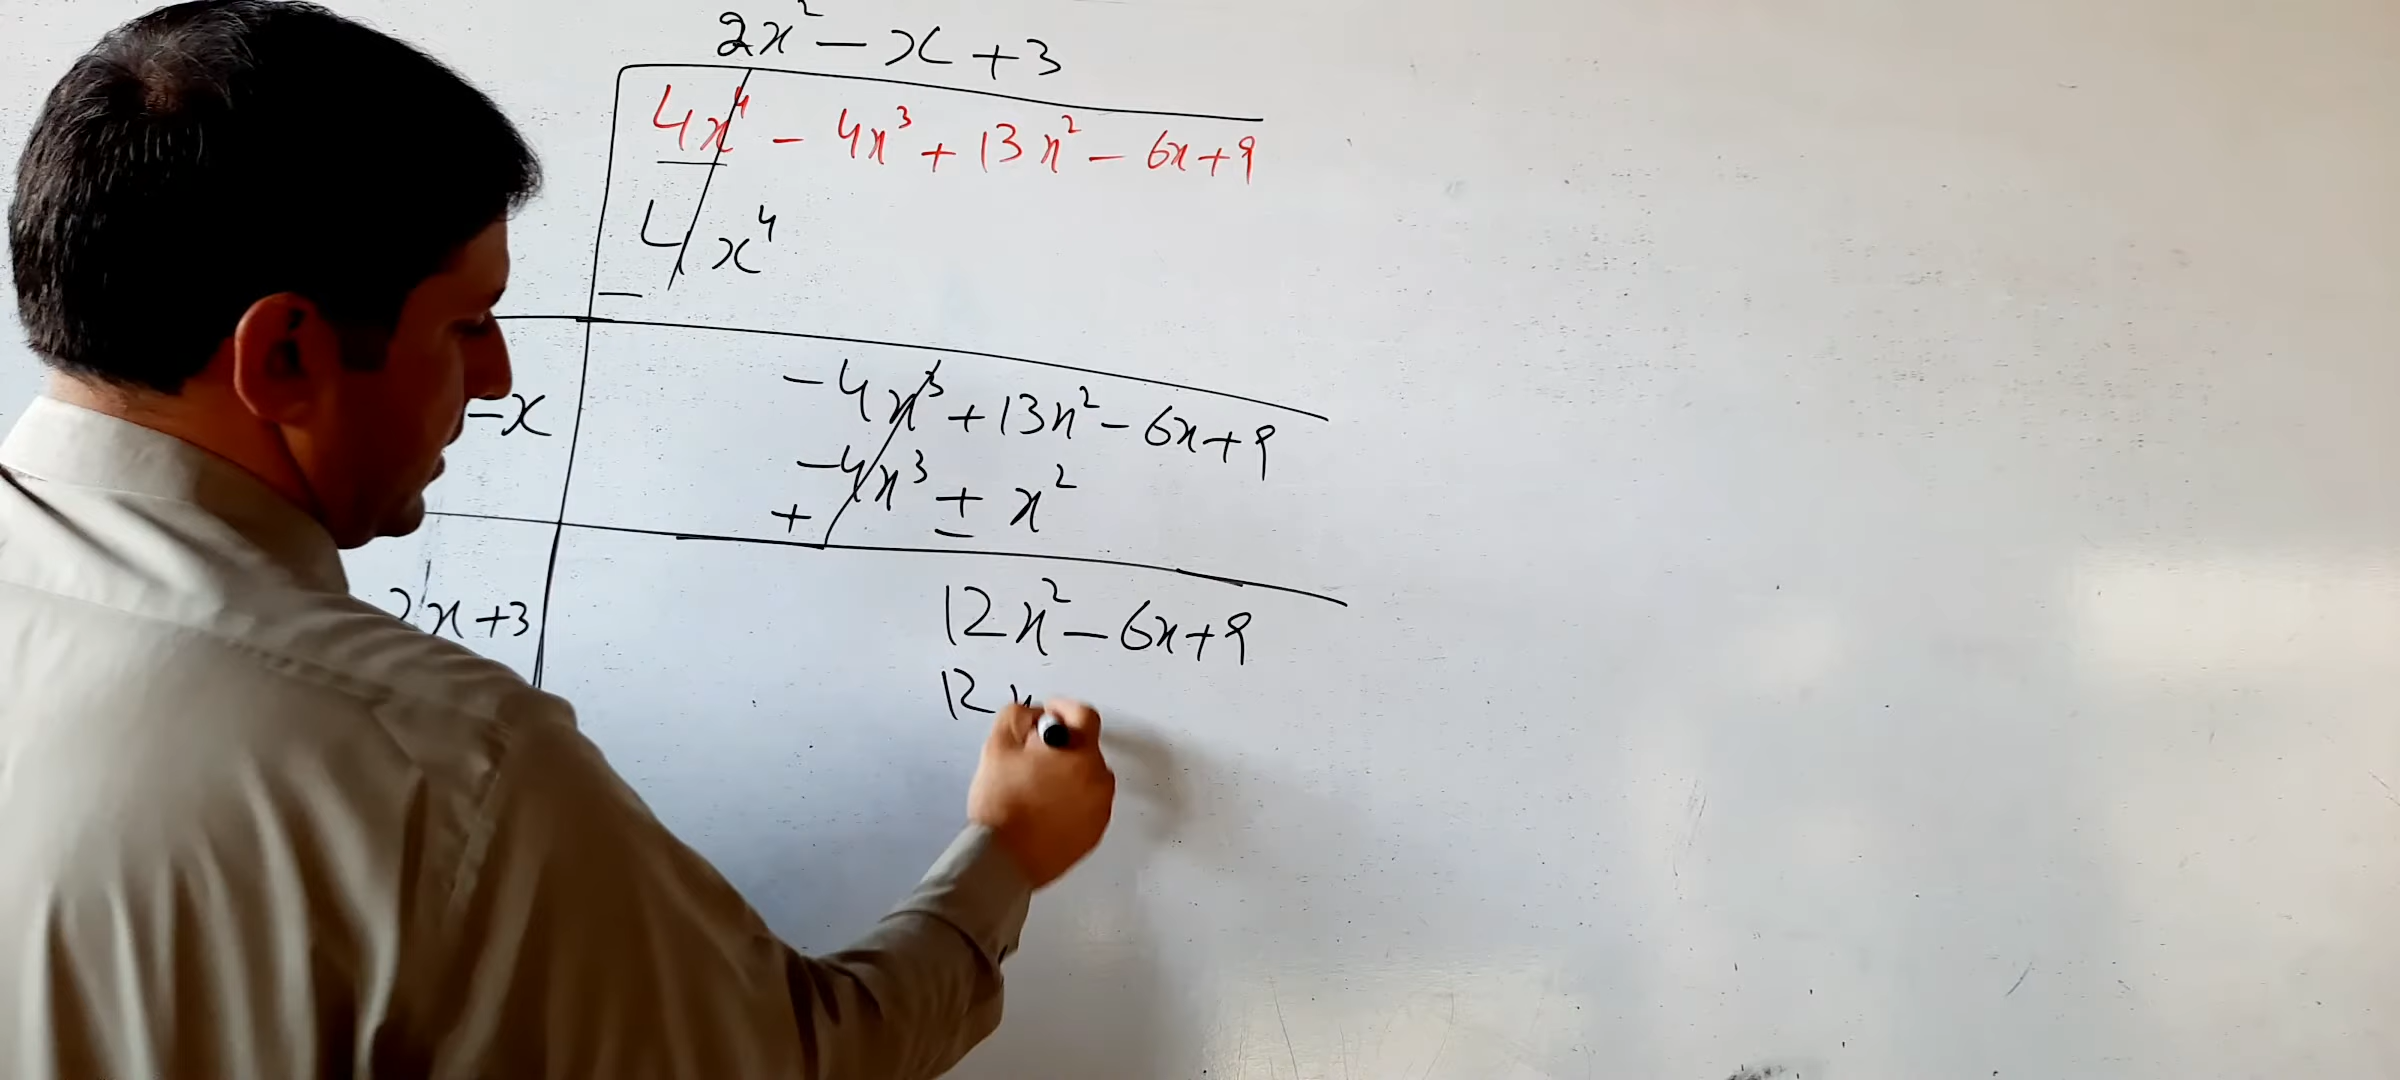 2x² - x + 3
4x⁴ - 4x³ + 13x² - 6x + 9
4x⁴
-
-x
-4x³ + 13x² - 6x + 9
-4x³ + x²
+ -
2x + 3
12x² - 6x + 9
12x